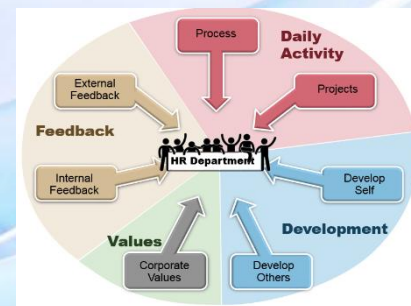 Process
Daily
Activity
External
Feedback
Projects
Feedback
HR Department
Internal
Feedback
Develop
Self
Values
Development
Corporate
Values
Develop
Others